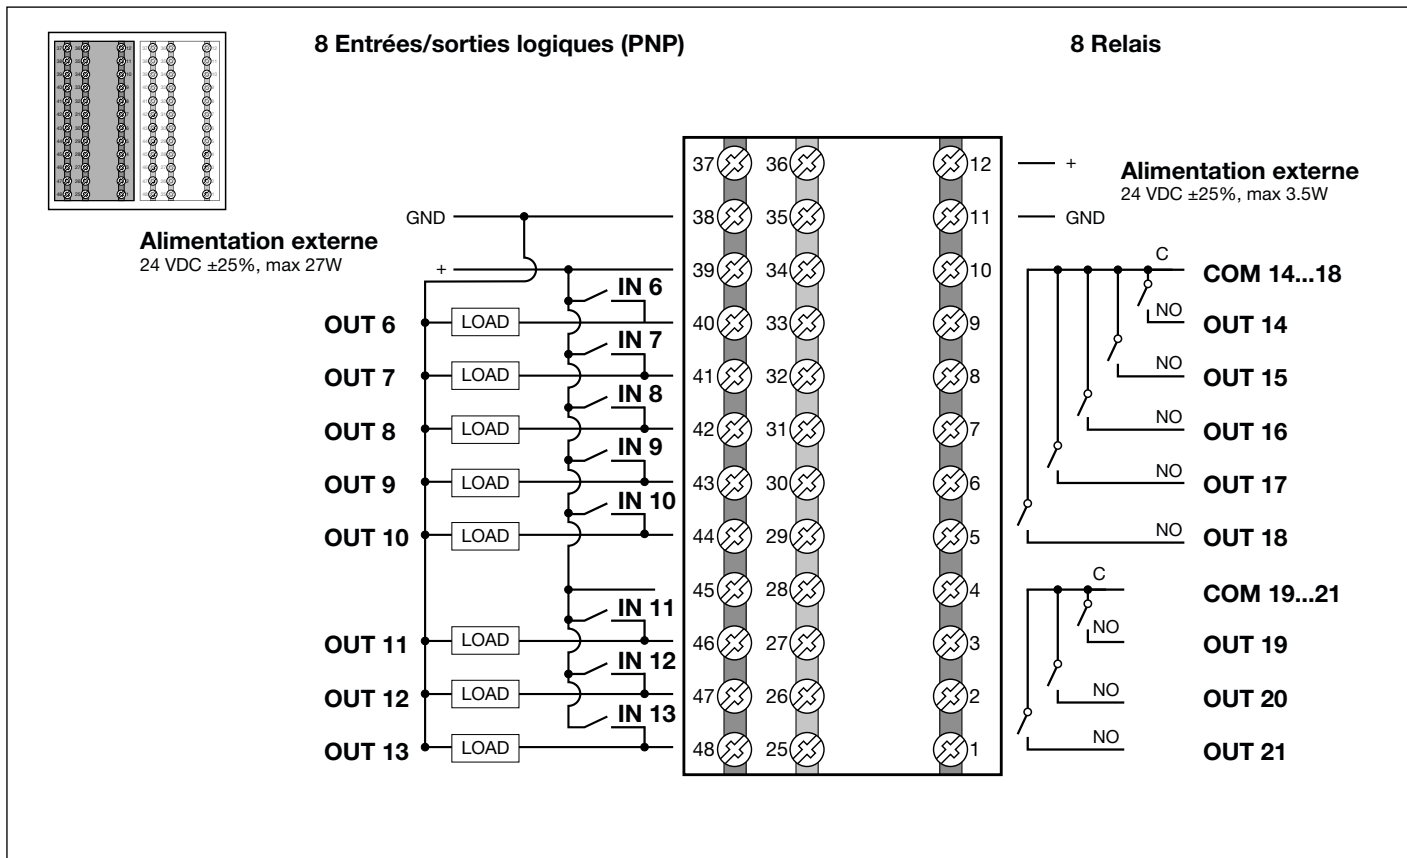 8 Entrées/sorties logiques (PNP)
8 Relais
37 36 12 +
Alimentation externe
24 VDC ±25%, max 3.5W
GND 38 35 11 GND
Alimentation externe
24 VDC ±25%, max 27W
+ 39 34 10 C COM 14...18
IN 6
OUT 6 LOAD 40 33 9 NO OUT 14
IN 7
OUT 7 LOAD 41 32 8 NO OUT 15
IN 8
OUT 8 LOAD 42 31 7 NO OUT 16
IN 9
OUT 9 LOAD 43 30 6 NO OUT 17
IN 10
OUT 10 LOAD 44 29 5 NO OUT 18
45 28 4 C COM 19...21
IN 11
OUT 11 LOAD 46 27 3 NO OUT 19
IN 12
OUT 12 LOAD 47 26 2 NO OUT 20
IN 13
OUT 13 LOAD 48 25 1 NO OUT 21